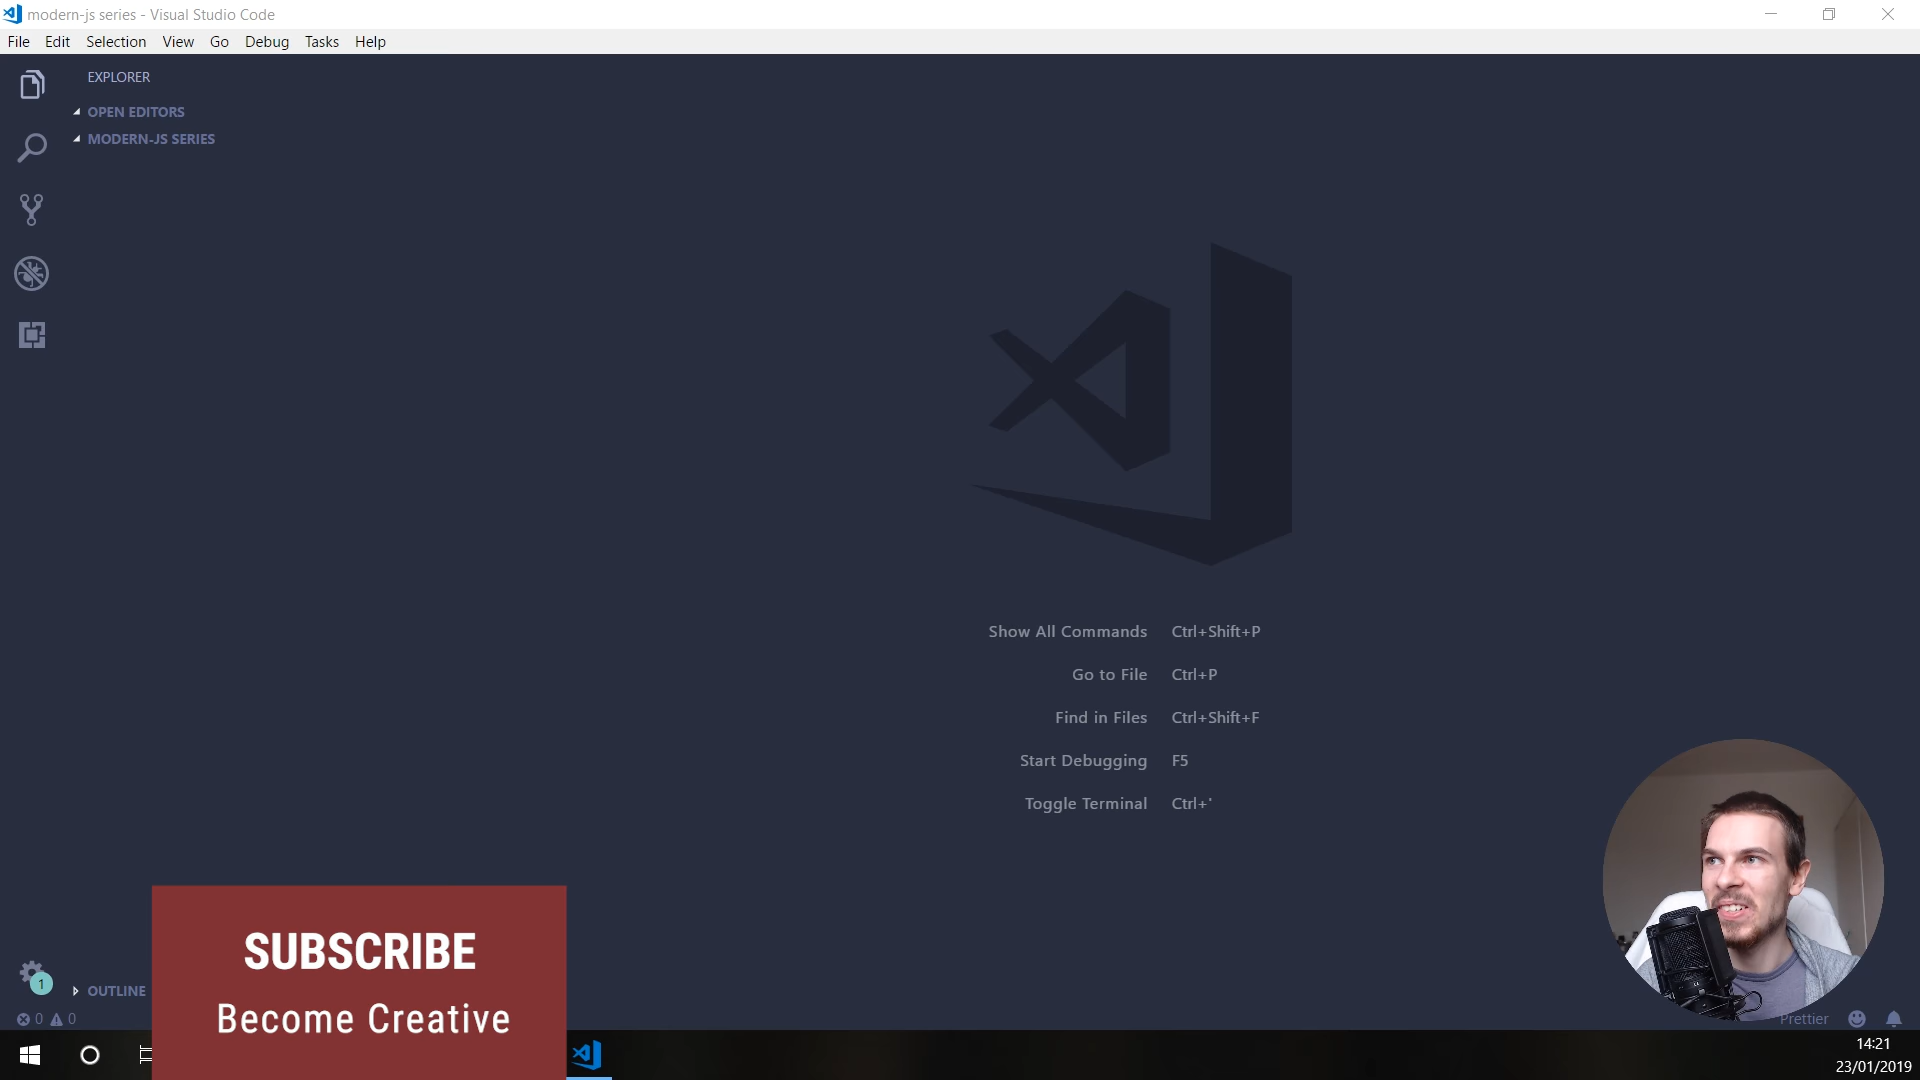 modern-js series - Visual Studio Code
File Edit Selection View Go Debug Tasks Help
EXPLORER
OPEN EDITORS
MODERN-JS SERIES
Show All Commands Ctrl+Shift+P
Go to File Ctrl+P
Find in Files Ctrl+Shift+F
Start Debugging F5
Toggle Terminal Ctrl+'
1
OUTLINE
SUBSCRIBE
Become Creative
0 0
Prettier
14:21
23/01/2019